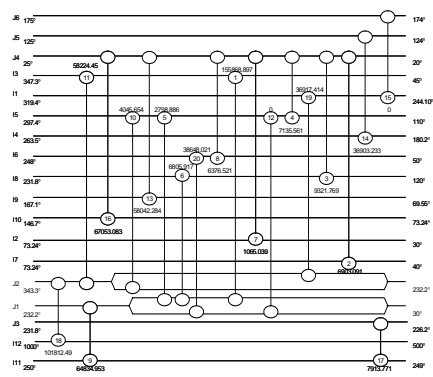 J6 175° 174°
J5 125° 124°
J4 25° 20°
I3 347.3° 58224.45 11 155868.897 1 45°
I1 319.4° 36917.414 19 15 0 244.10°
I5 297.4° 4045.654 10 2798.886 5 0 12 4 7135.561 110°
I4 263.5° 14 36903.233 180.2°
I6 248° 38648.021 20 8 6376.521 50°
I8 231.8° 6805.917 6 3 9321.769 120°
I9 167.1° 13 58042.284 69.55°
I10 146.7° 16 67053.083 73.24°
I2 73.24° 7 1085.039 30°
I7 73.24° 2 40°
J2 343.3° 232.2°
J1 232.2° 30°
J3 231.8° 226.2°
I12 1000° 18 101812.49 500°
I11 250° 9 64834.953 17 7913.771 249°